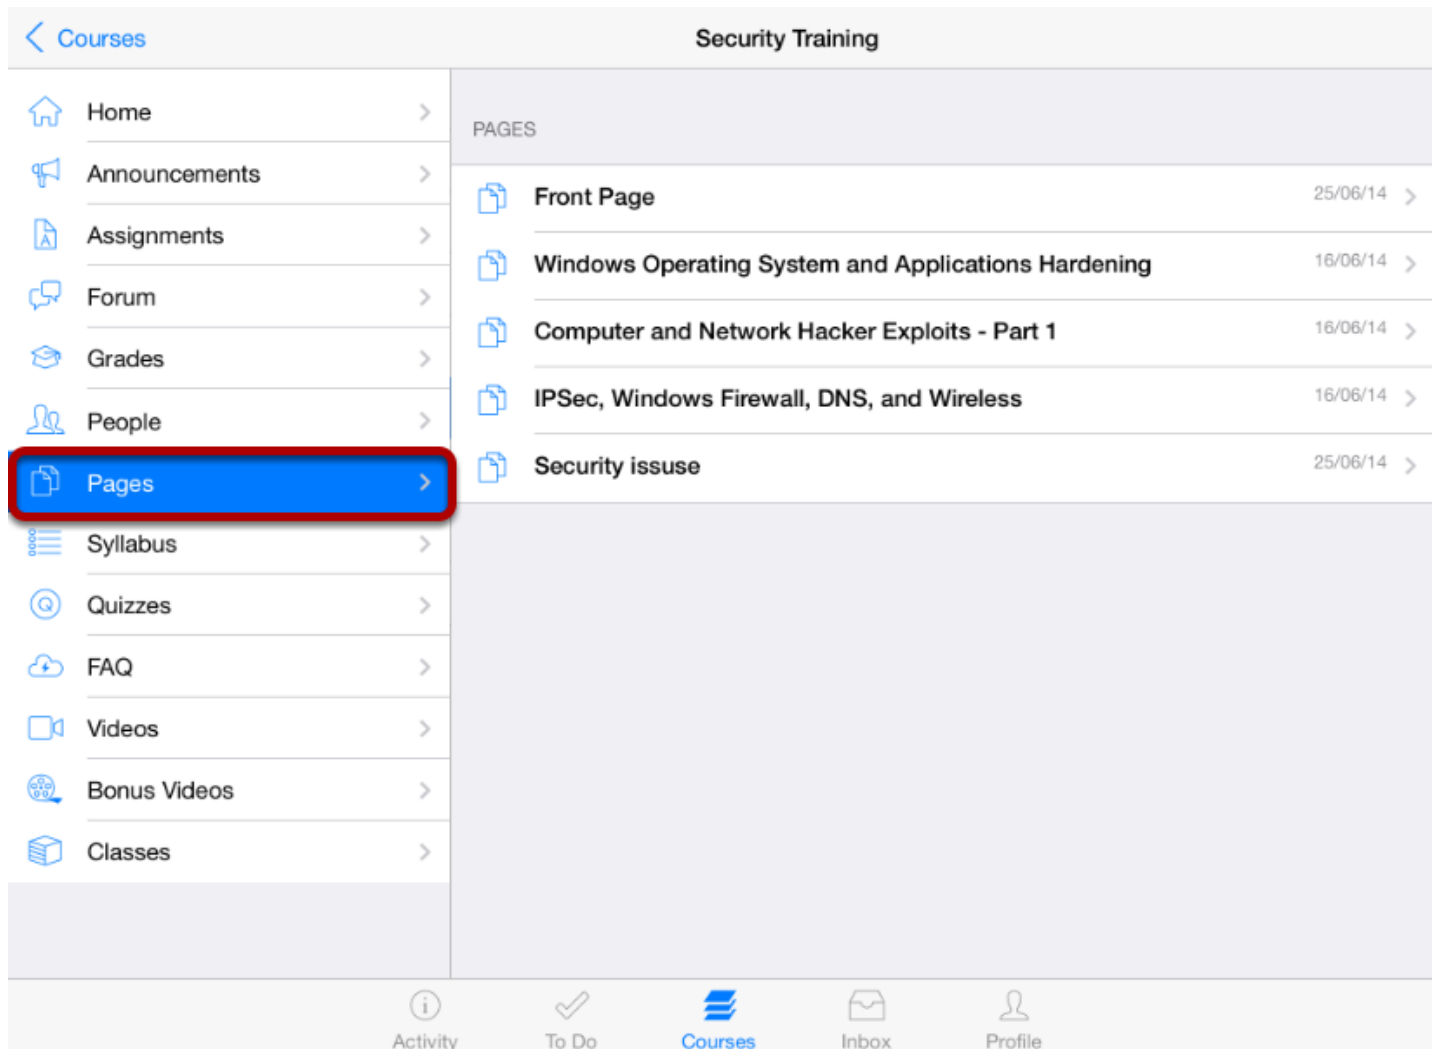 Courses
Security Training
Home
Announcements
Assignments
Forum
Grades
People
Pages
Syllabus
Quizzes
FAQ
Videos
Bonus Videos
Classes
PAGES
Front Page 25/06/14
Windows Operating System and Applications Hardening 16/06/14
Computer and Network Hacker Exploits - Part 1 16/06/14
IPSec, Windows Firewall, DNS, and Wireless 16/06/14
Security issuse 25/06/14
Activity To Do Courses Inbox Profile